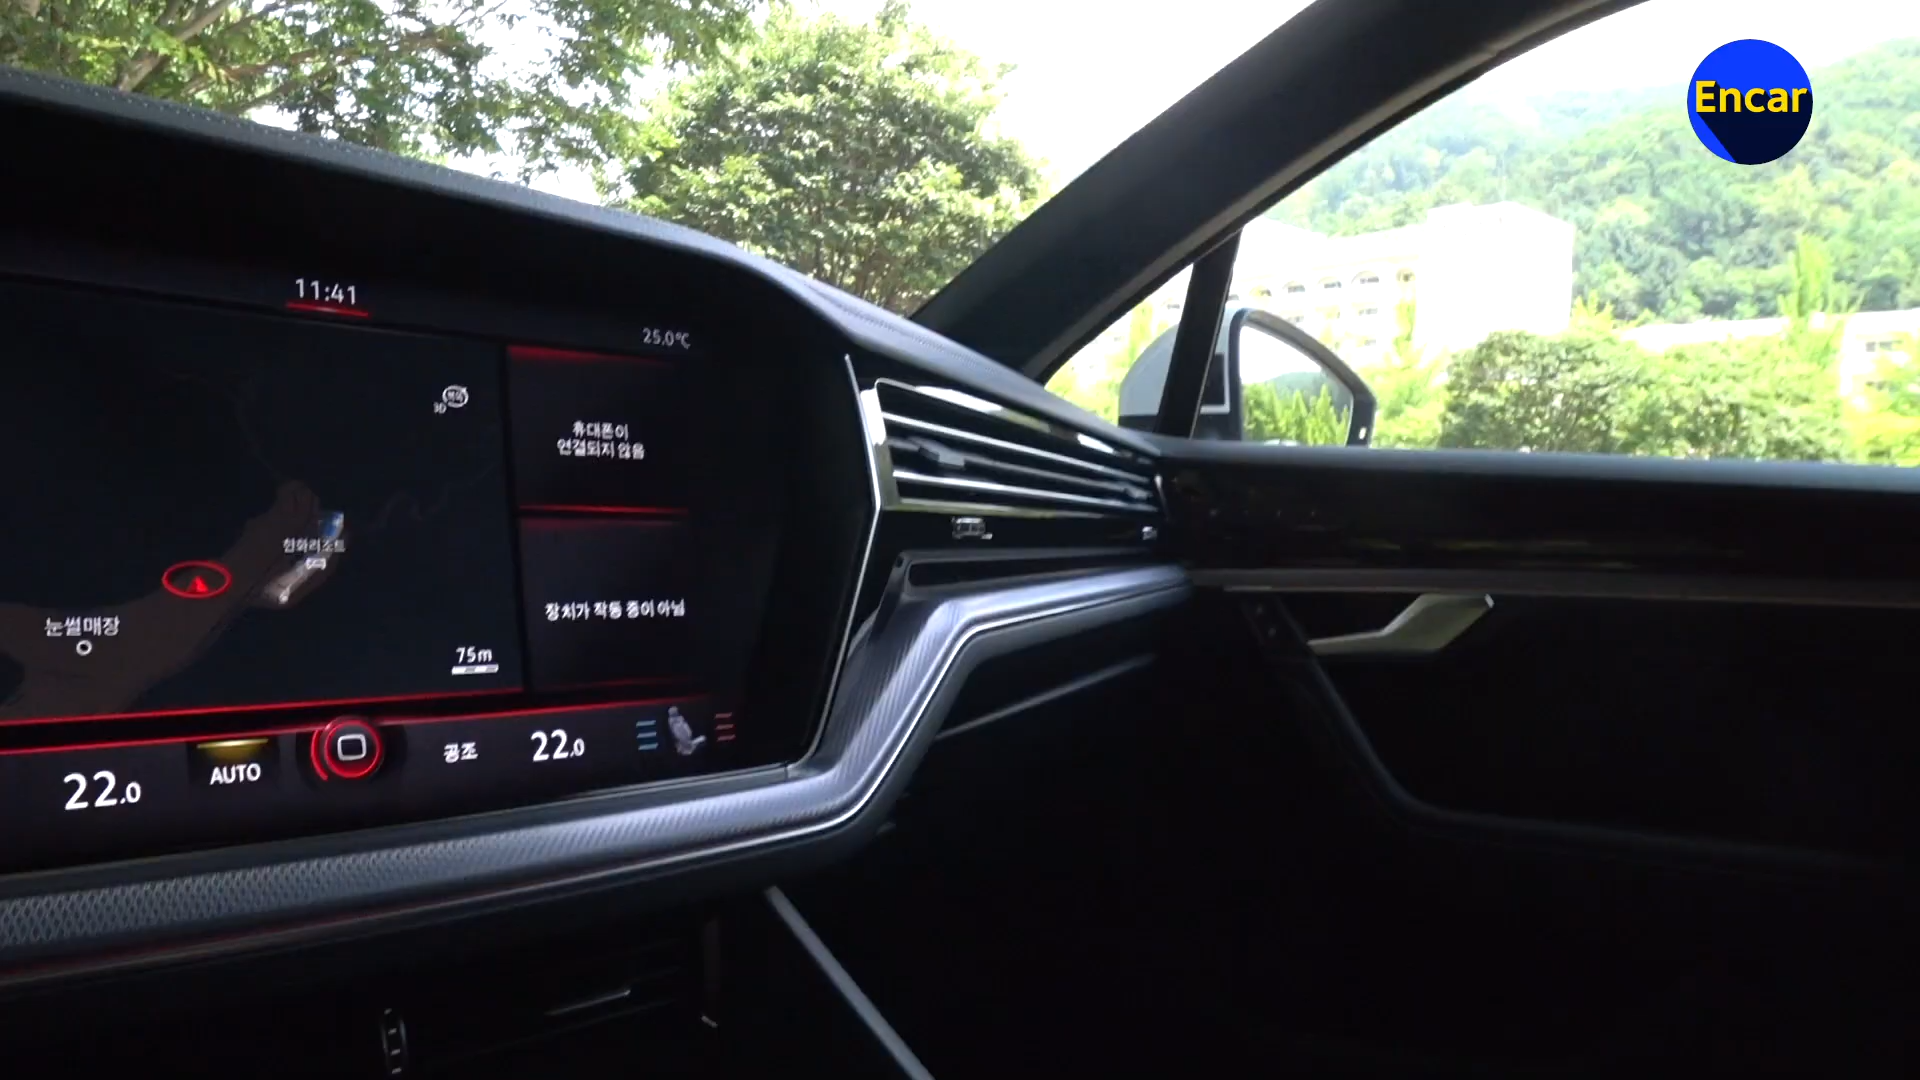 Encar
11:41
25.0℃
3D
휴대폰이
연결되지 않음
한화리조트
장치가 작동 중이 아님
눈썰매장
75m
22.0
AUTO
공조
22.0